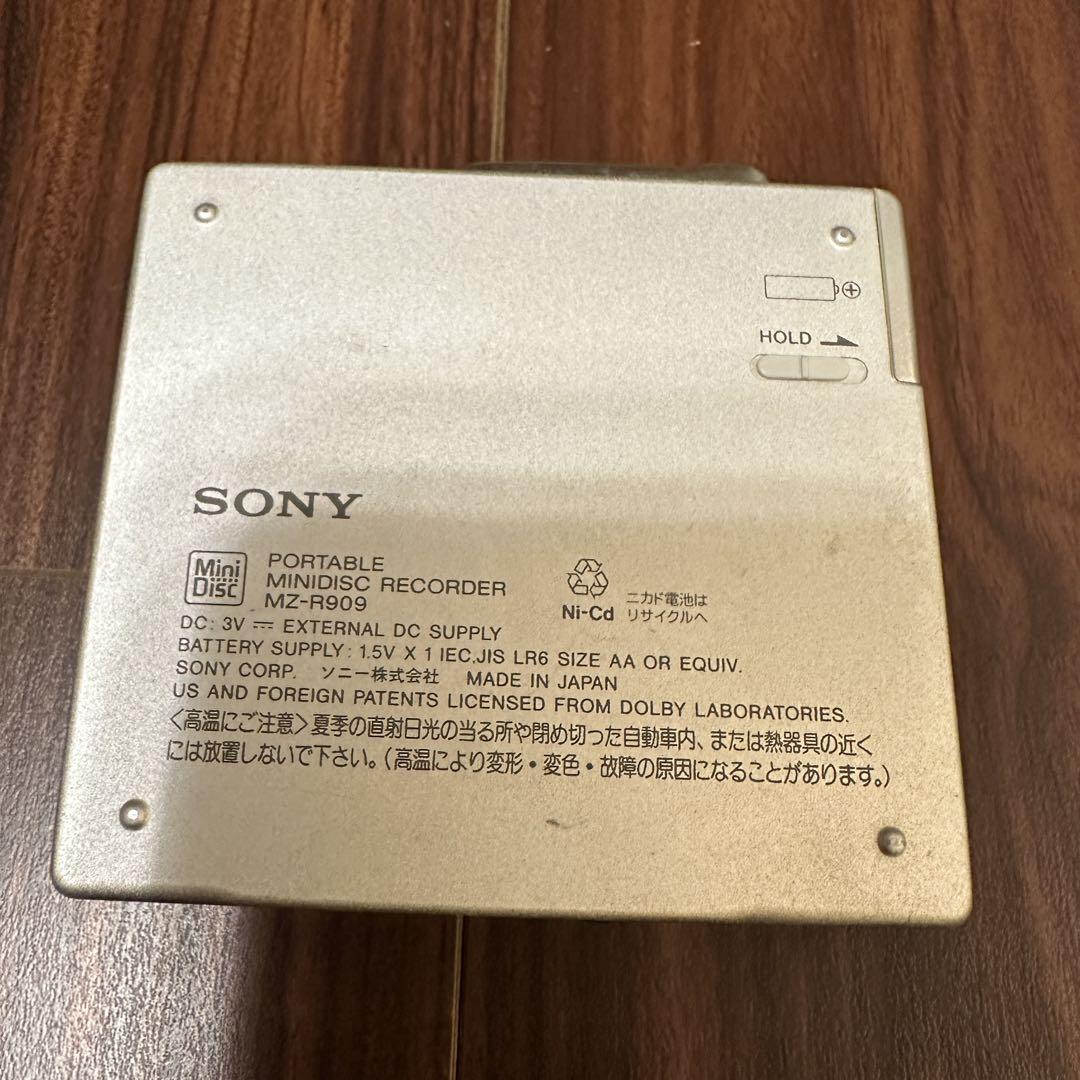 ⊕
HOLD
SONY
Mini
Disc
PORTABLE
MINIDISC RECORDER
MZ-R909
Ni-Cd
ニカド電池は
リサイクルへ
DC: 3V ⎓ EXTERNAL DC SUPPLY
BATTERY SUPPLY: 1.5V X 1 IEC.JIS LR6 SIZE AA OR EQUIV.
SONY CORP. ソニー株式会社 MADE IN JAPAN
US AND FOREIGN PATENTS LICENSED FROM DOLBY LABORATORIES.
〈高温にご注意〉夏季の直射日光の当る所や閉め切った自動車内、または熱器具の近く
には放置しないで下さい。(高温により変形・変色・故障の原因になることがあります。)